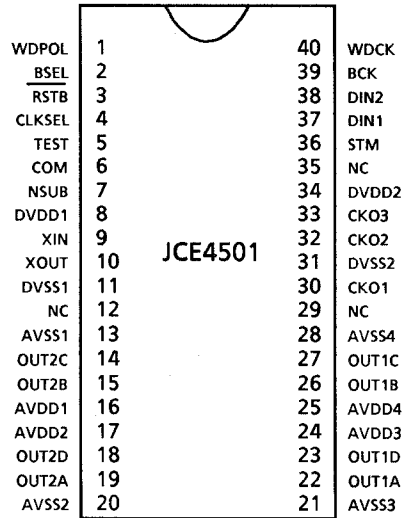 WDPOL 1 40 WDCK
BSEL 2 39 BCK
RSTB 3 38 DIN2
CLKSEL 4 37 DIN1
TEST 5 36 STM
COM 6 35 NC
NSUB 7 34 DVDD2
DVDD1 8 33 CKO3
XIN 9 32 CKO2
JCE4501
XOUT 10 31 DVSS2
DVSS1 11 30 CKO1
NC 12 29 NC
AVSS1 13 28 AVSS4
OUT2C 14 27 OUT1C
OUT2B 15 26 OUT1B
AVDD1 16 25 AVDD4
AVDD2 17 24 AVDD3
OUT2D 18 23 OUT1D
OUT2A 19 22 OUT1A
AVSS2 20 21 AVSS3